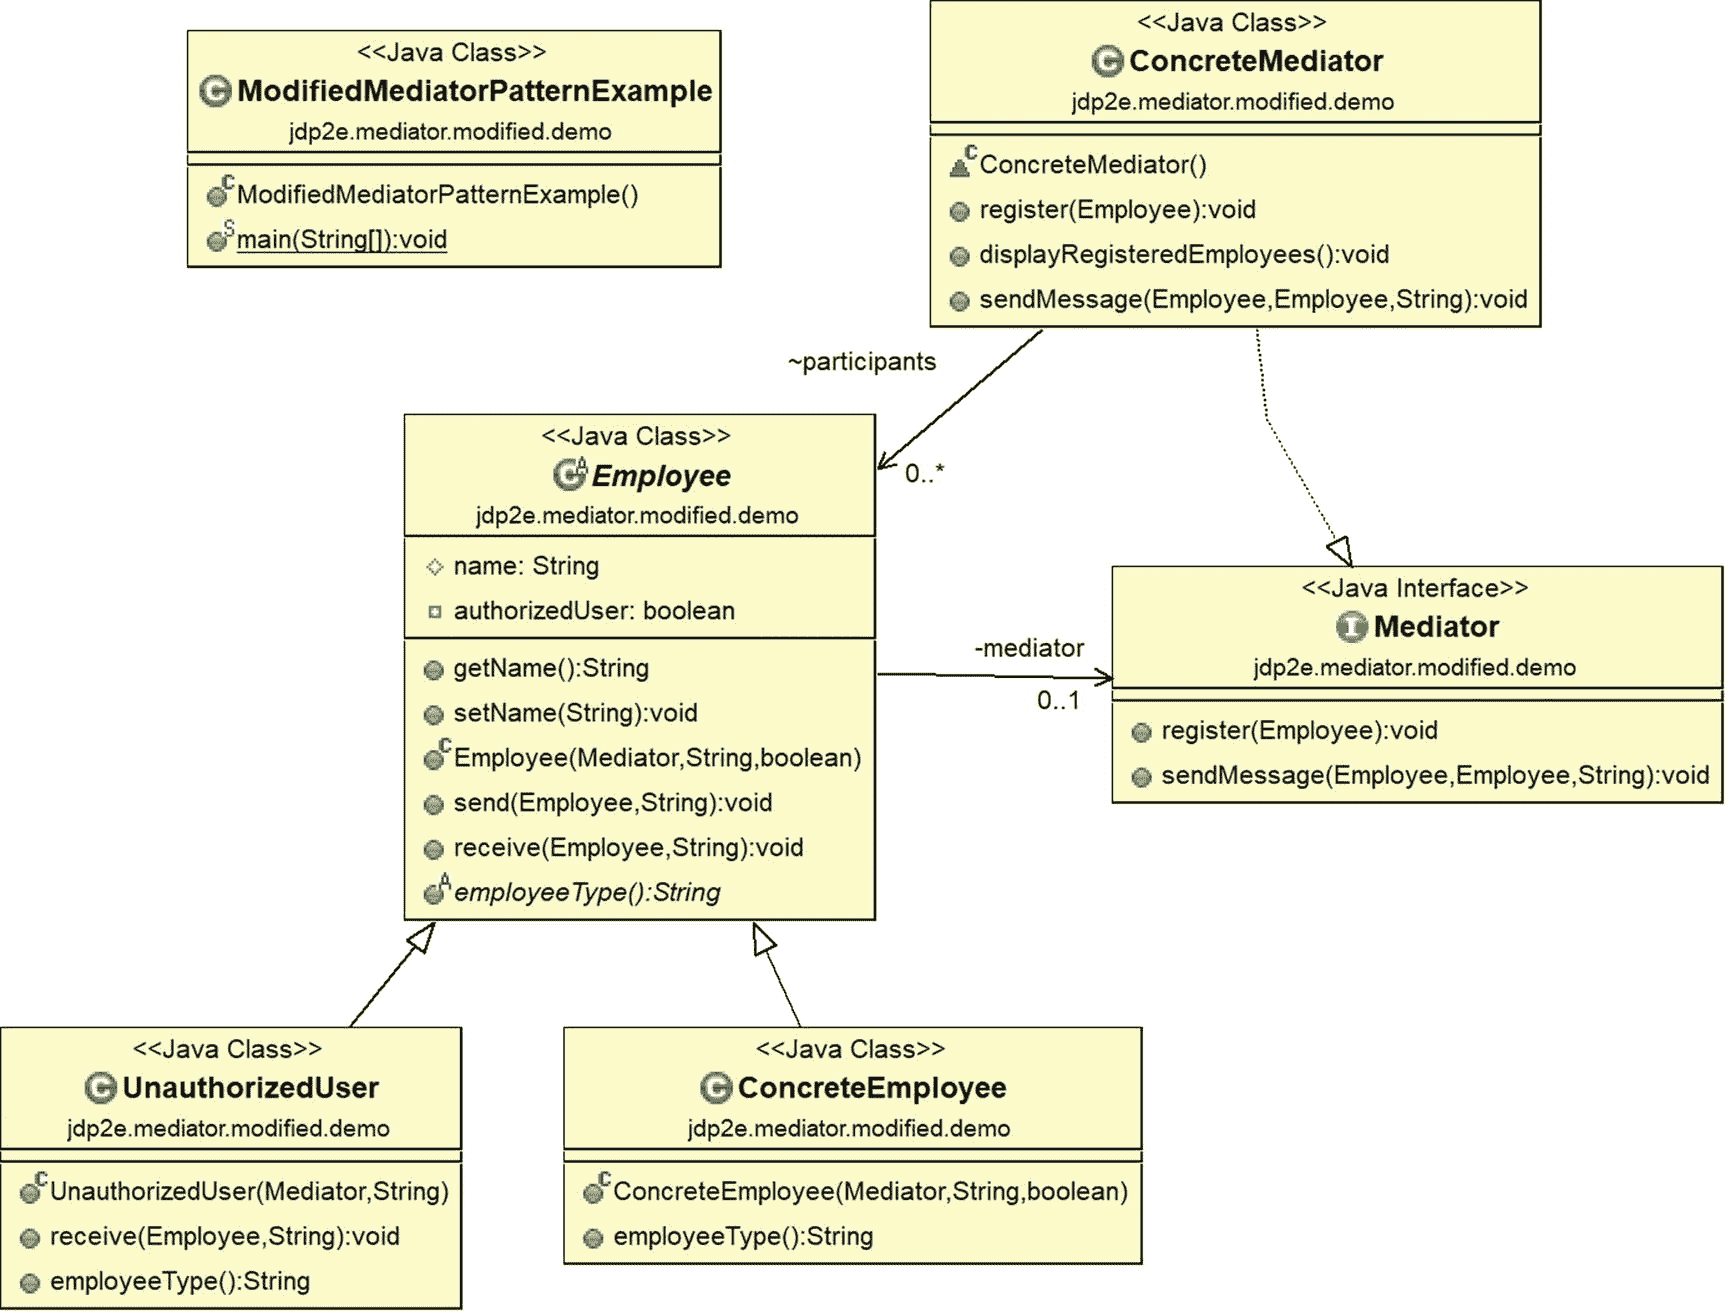 <<Java Class>>
ModifiedMediatorPatternExample
jdp2e.mediator.modified.demo
ModifiedMediatorPatternExample()
main(String[]):void
<<Java Class>>
ConcreteMediator
jdp2e.mediator.modified.demo
ConcreteMediator()
register(Employee):void
displayRegisteredEmployees():void
sendMessage(Employee,Employee,String):void
~participants
0..*
<<Java Class>>
Employee
jdp2e.mediator.modified.demo
name: String
authorizedUser: boolean
getName():String
setName(String):void
Employee(Mediator,String,boolean)
send(Employee,String):void
receive(Employee,String):void
employeeType():String
-mediator
0..1
<<Java Interface>>
Mediator
jdp2e.mediator.modified.demo
register(Employee):void
sendMessage(Employee,Employee,String):void
<<Java Class>>
UnauthorizedUser
jdp2e.mediator.modified.demo
UnauthorizedUser(Mediator,String)
receive(Employee,String):void
employeeType():String
<<Java Class>>
ConcreteEmployee
jdp2e.mediator.modified.demo
ConcreteEmployee(Mediator,String,boolean)
employeeType():String